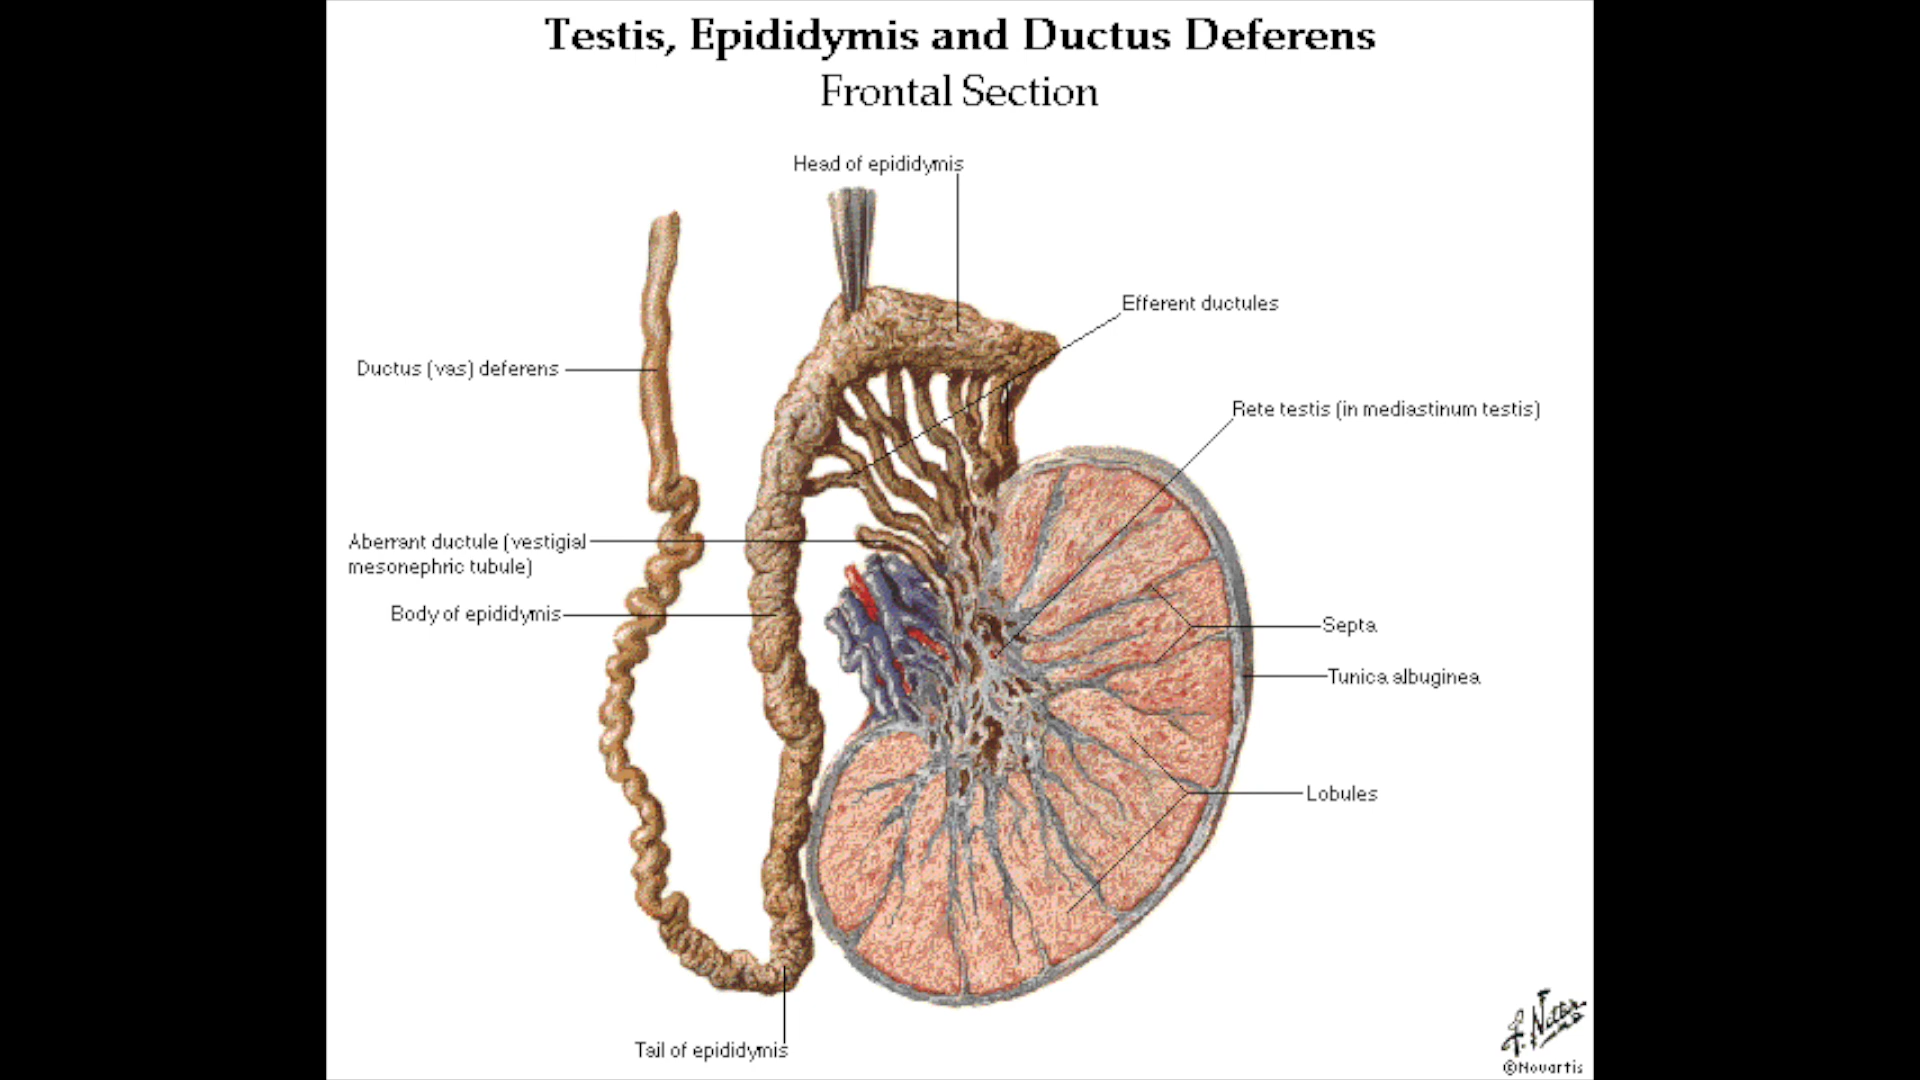 Testis, Epididymis and Ductus Deferens
Frontal Section
Head of epididymis
Efferent ductules
Ductus (vas) deferens
Rete testis (in mediastinum testis)
Aberrant ductule (vestigial
mesonephric tubule)
Body of epididymis
Septa
Tunica albuginea
Lobules
Tail of epididymis
F. Netter
©Novartis